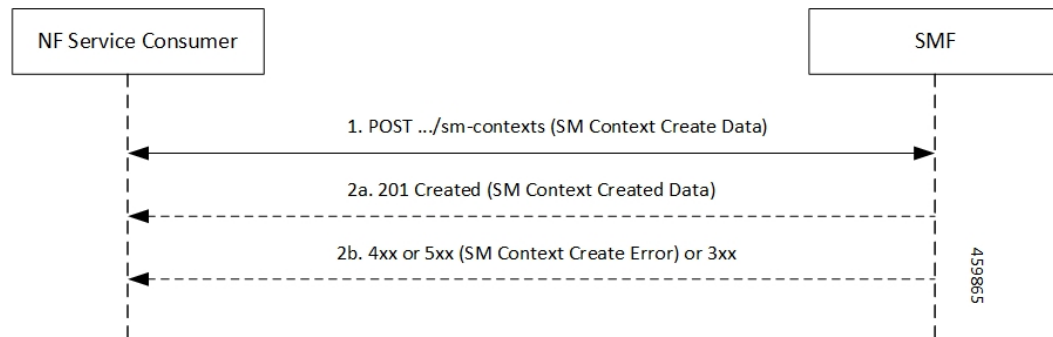 NF Service Consumer
SMF
1. POST .../sm-contexts (SM Context Create Data)
2a. 201 Created (SM Context Created Data)
2b. 4xx or 5xx (SM Context Create Error) or 3xx
459865